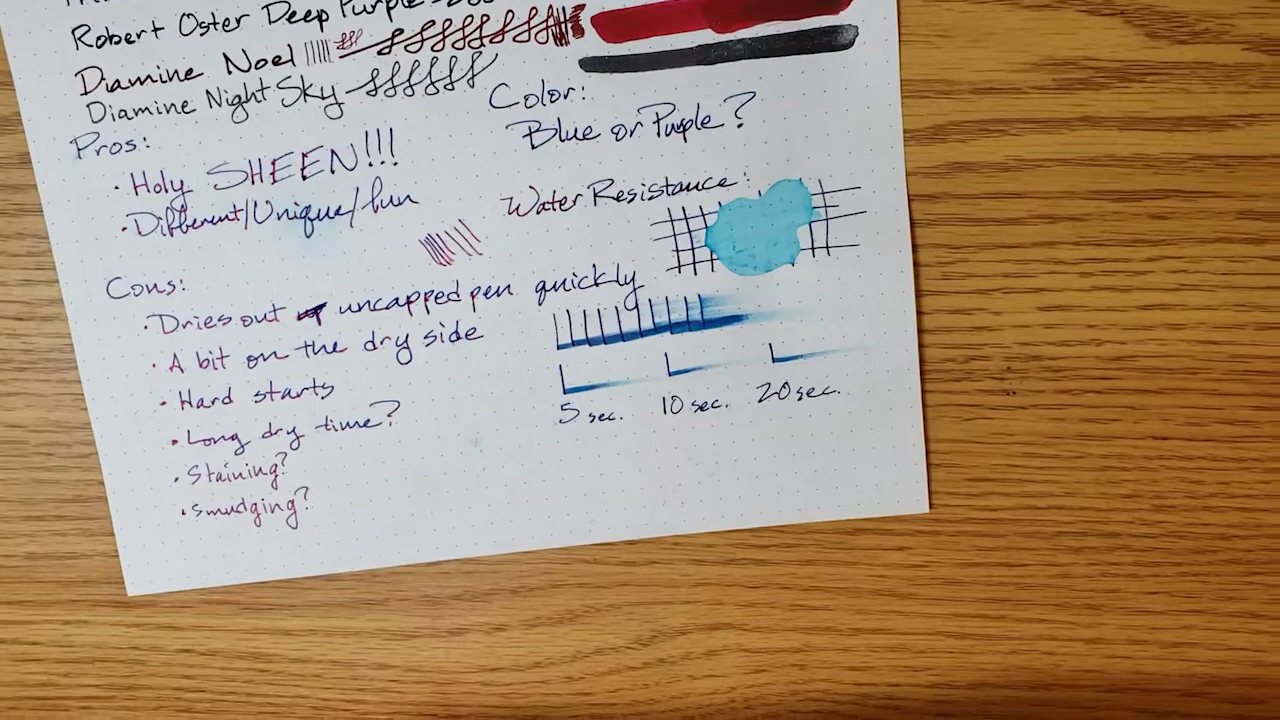 Robert Oster Deep Purple
Diamine Noel
Diamine Night Sky
Pros:
· Holy SHEEN!!!
· Different/Unique/fun
Cons:
· Dries out uncapped pen quickly
· A bit on the dry side
· Hard starts
· Long dry time?
· Staining?
· Smudging?
Color:
Blue or Purple?
Water Resistance:
5 sec. 10 sec. 20 sec.